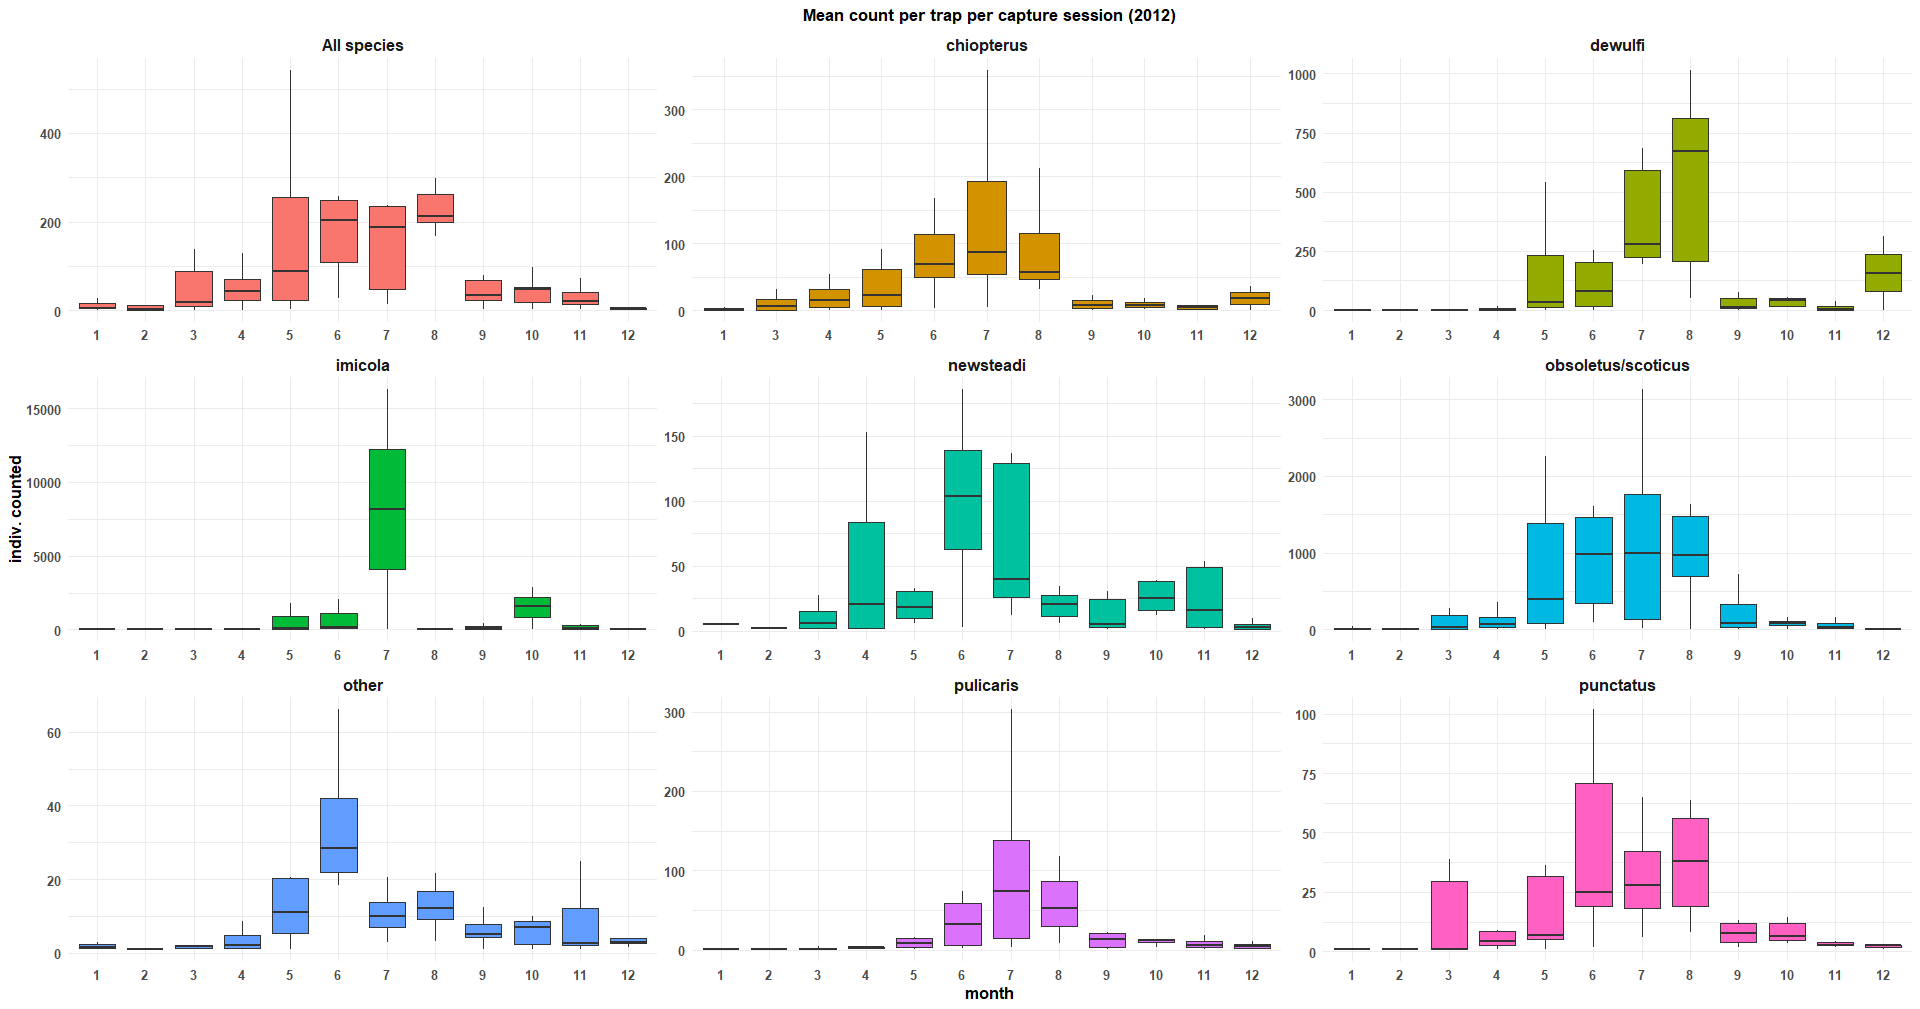 Mean count per trap per capture session (2012)
All species
chiopterus
dewulfi
400
200
0
1 2 3 4 5 6 7 8 9 10 11 12
300
200
100
0
1 3 4 5 6 7 8 9 10 11 12
1000
750
500
250
0
1 2 3 4 5 6 7 8 9 10 11 12
indiv. counted
imicola
newsteadi
obsoletus/scoticus
15000
10000
5000
0
1 2 3 4 5 6 7 8 9 10 11 12
150
100
50
0
1 2 3 4 5 6 7 8 9 10 11 12
3000
2000
1000
0
1 2 3 4 5 6 7 8 9 10 11 12
other
pulicaris
punctatus
60
40
20
0
1 2 3 4 5 6 7 8 9 10 11 12
300
200
100
0
1 2 3 4 5 6 7 8 9 10 11 12
100
75
50
25
0
1 2 3 4 5 6 7 8 9 10 11 12
month